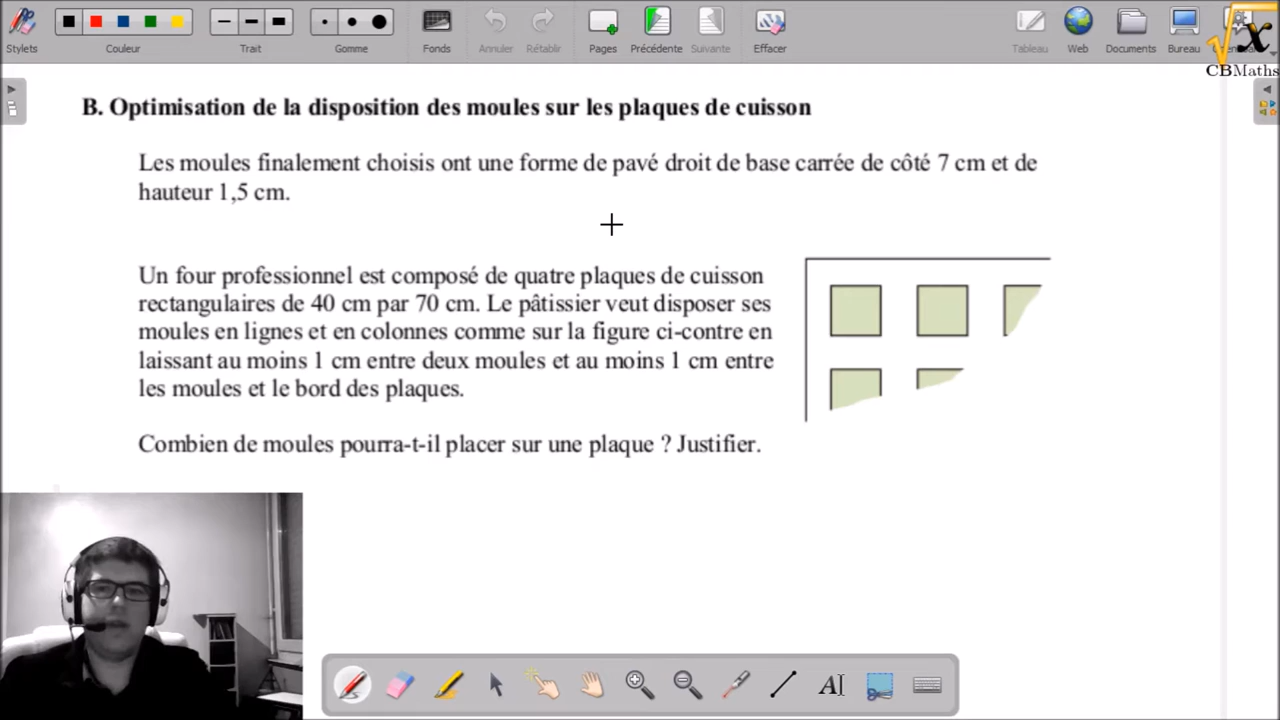 Stylets
Couleur
Trait
Gomme
Fonds
Annuler
Rétablir
Pages
Précédente
Suivante
Effacer
Tableau
Web
Documents
Bureau
CBMaths
B. Optimisation de la disposition des moules sur les plaques de cuisson
Les moules finalement choisis ont une forme de pavé droit de base carrée de côté 7 cm et de
hauteur 1,5 cm.
Un four professionnel est composé de quatre plaques de cuisson
rectangulaires de 40 cm par 70 cm. Le pâtissier veut disposer ses
moules en lignes et en colonnes comme sur la figure ci-contre en
laissant au moins 1 cm entre deux moules et au moins 1 cm entre
les moules et le bord des plaques.
Combien de moules pourra-t-il placer sur une plaque ? Justifier.